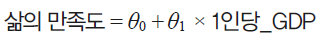 삶의 만족도 = θ₀ + θ₁ × 1인당_GDP